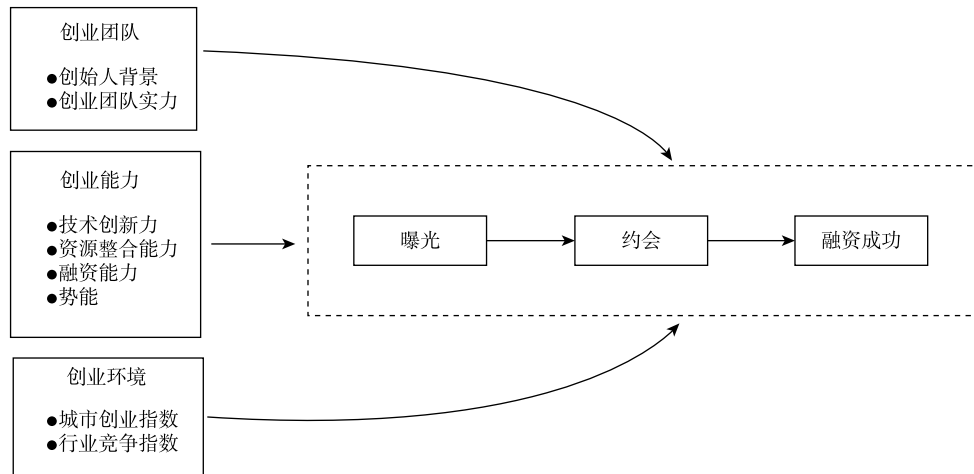 创业团队
●创始人背景
●创业团队实力
创业能力
●技术创新力
●资源整合能力
●融资能力
●势能
曝光
约会
融资成功
创业环境
●城市创业指数
●行业竞争指数